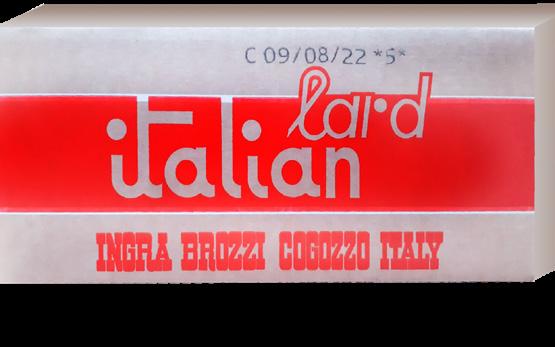 C 09/08/22 *5*
lard
italian
INGRA BROZZI COGOZZO ITALY